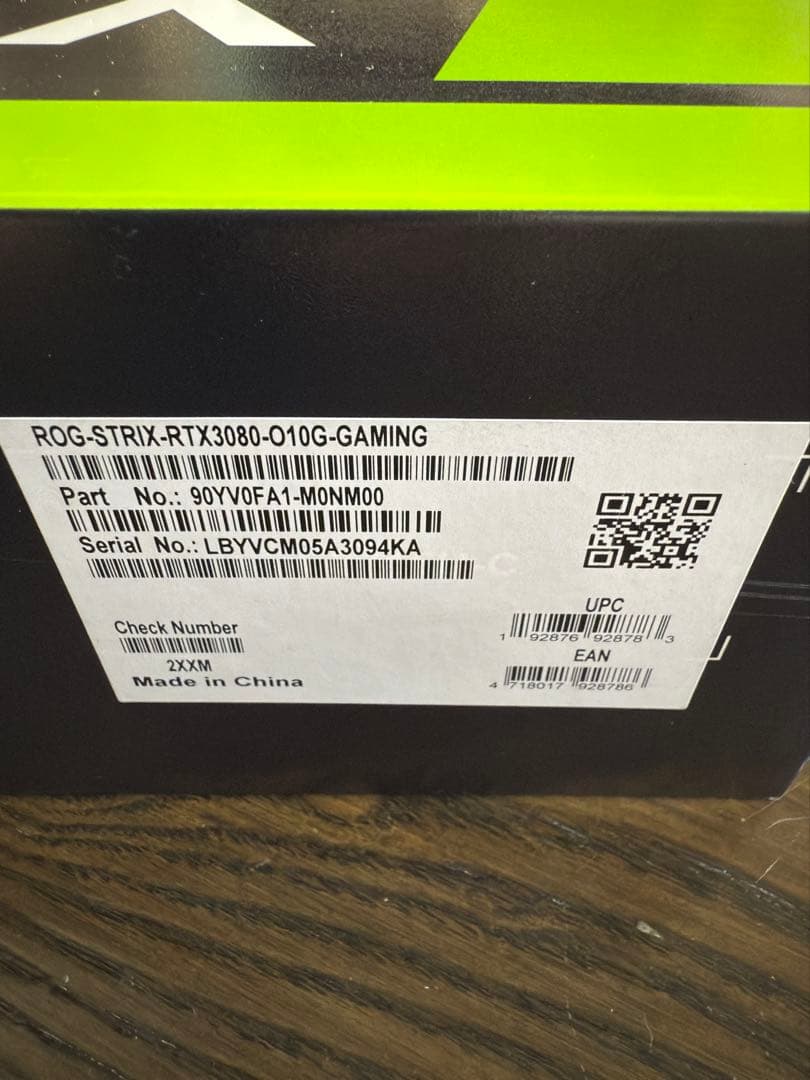 ROG-STRIX-RTX3080-O10G-GAMING
Part No.: 90YV0FA1-M0NM00
Serial No.: LBYVCM05A3094KA
Check Number
2XXM
Made in China
UPC
1 92876 92878 3
EAN
4 718017 928786